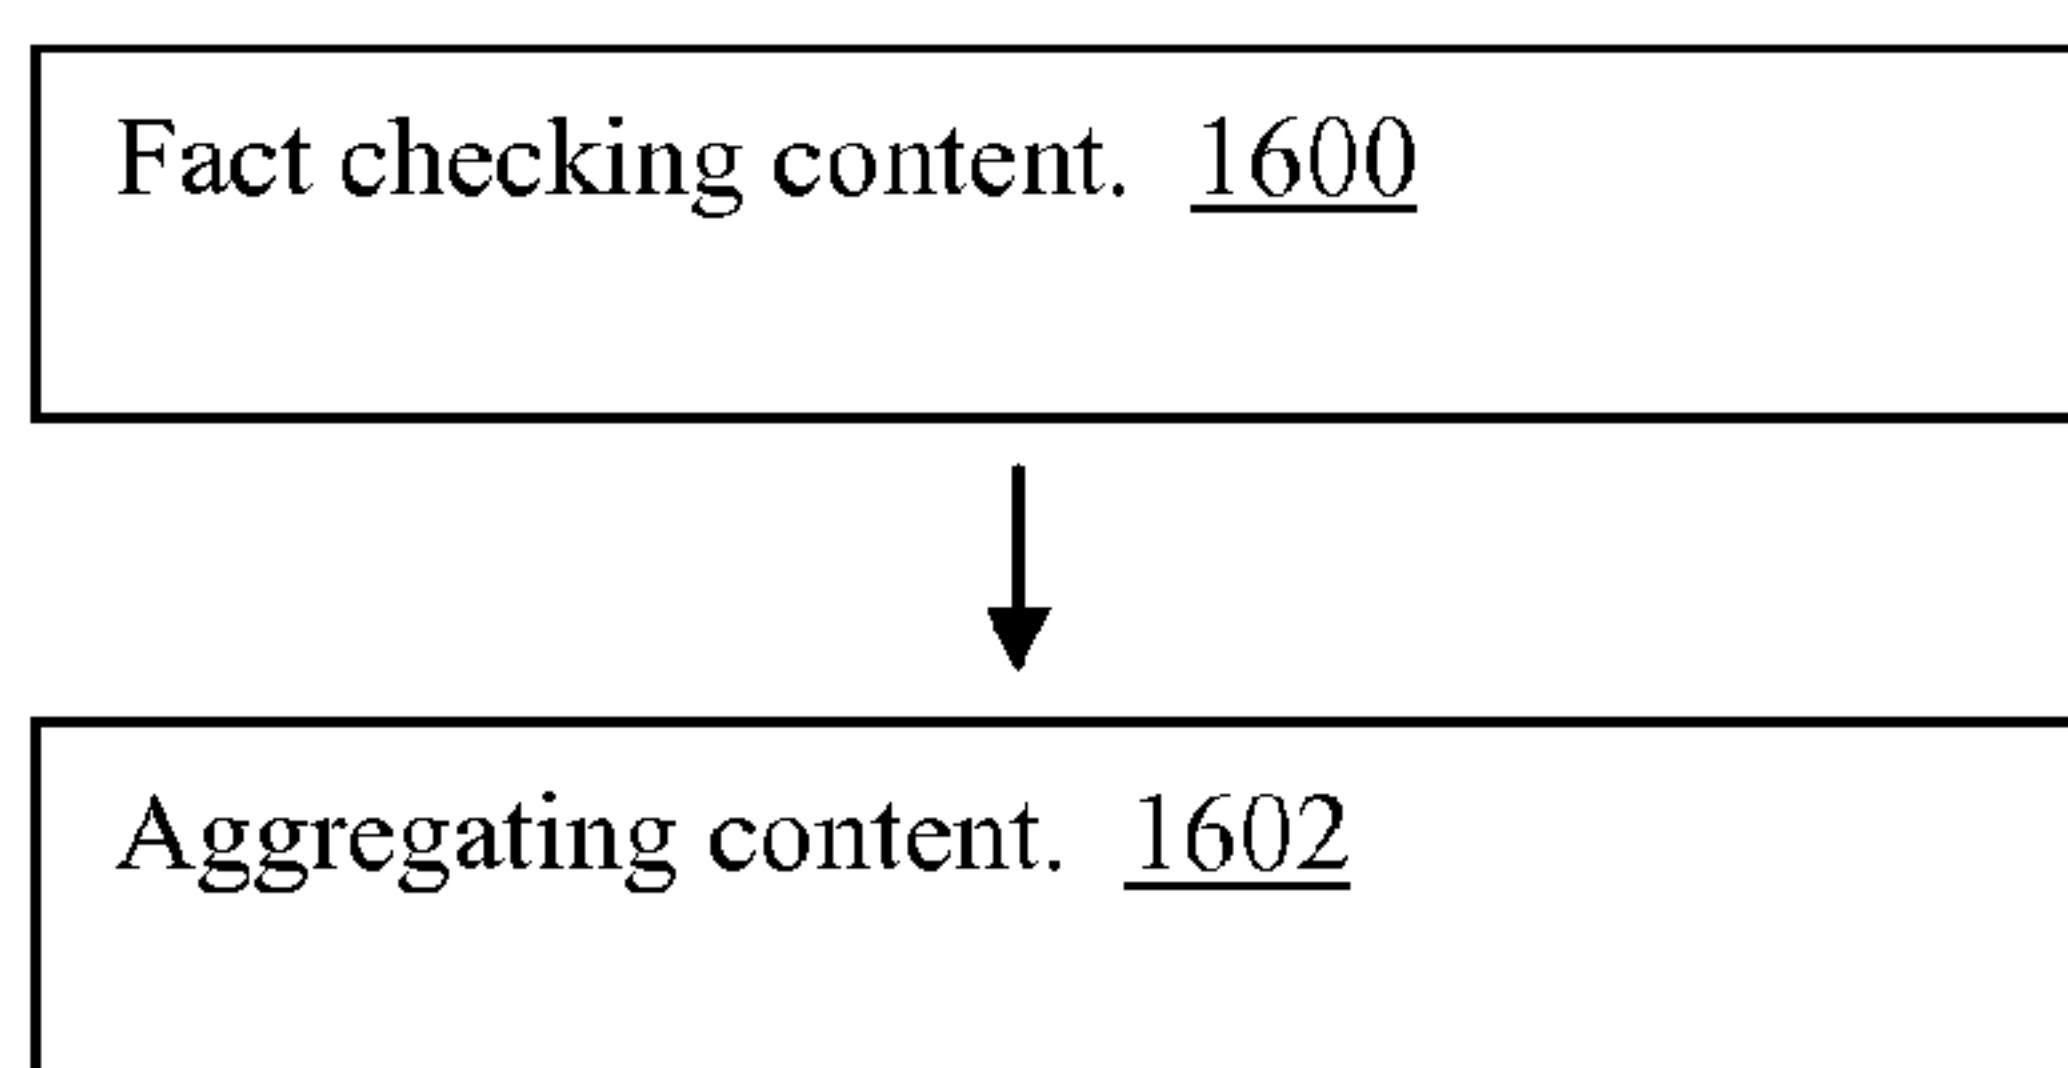 Fact checking content. 1600
Aggregating content. 1602